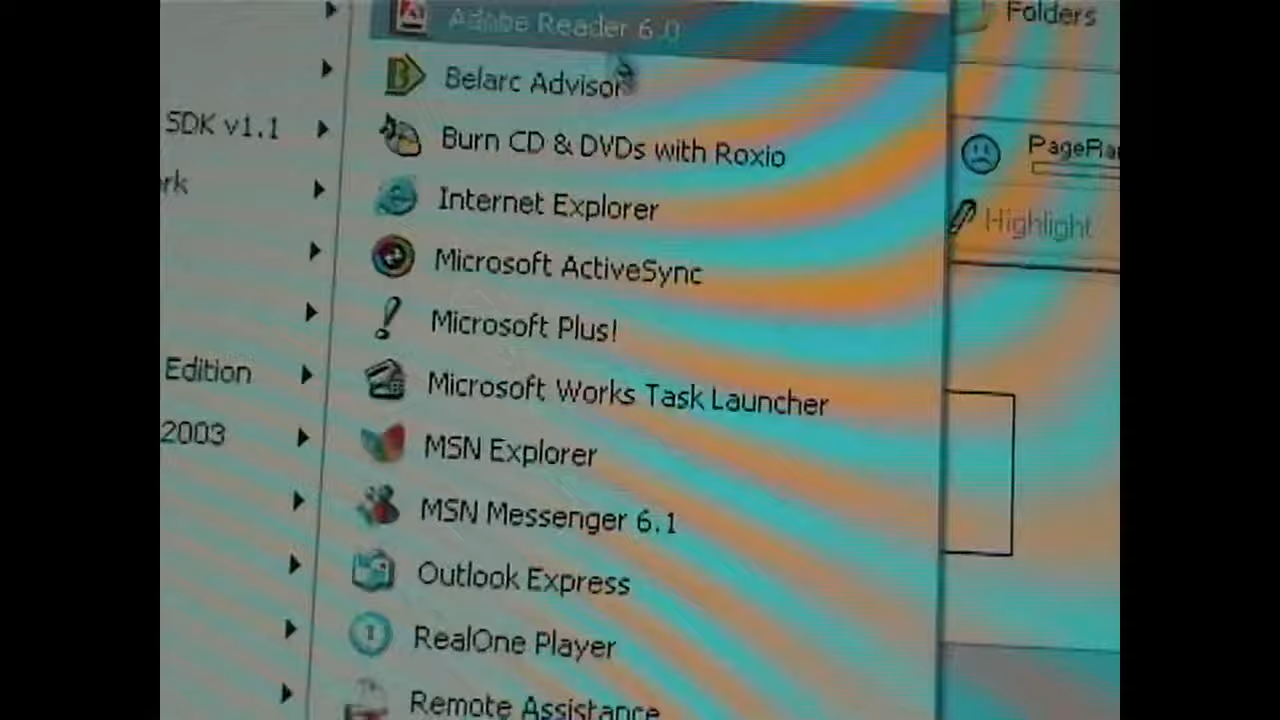 Adobe Reader 6.0
Folders
Belarc Advisor
SDK v1.1
Burn CD & DVDs with Roxio
rk
Internet Explorer
Highlight
Microsoft ActiveSync
Microsoft Plus!
Edition
Microsoft Works Task Launcher
2003
MSN Explorer
MSN Messenger 6.1
Outlook Express
RealOne Player
Remote Assistance